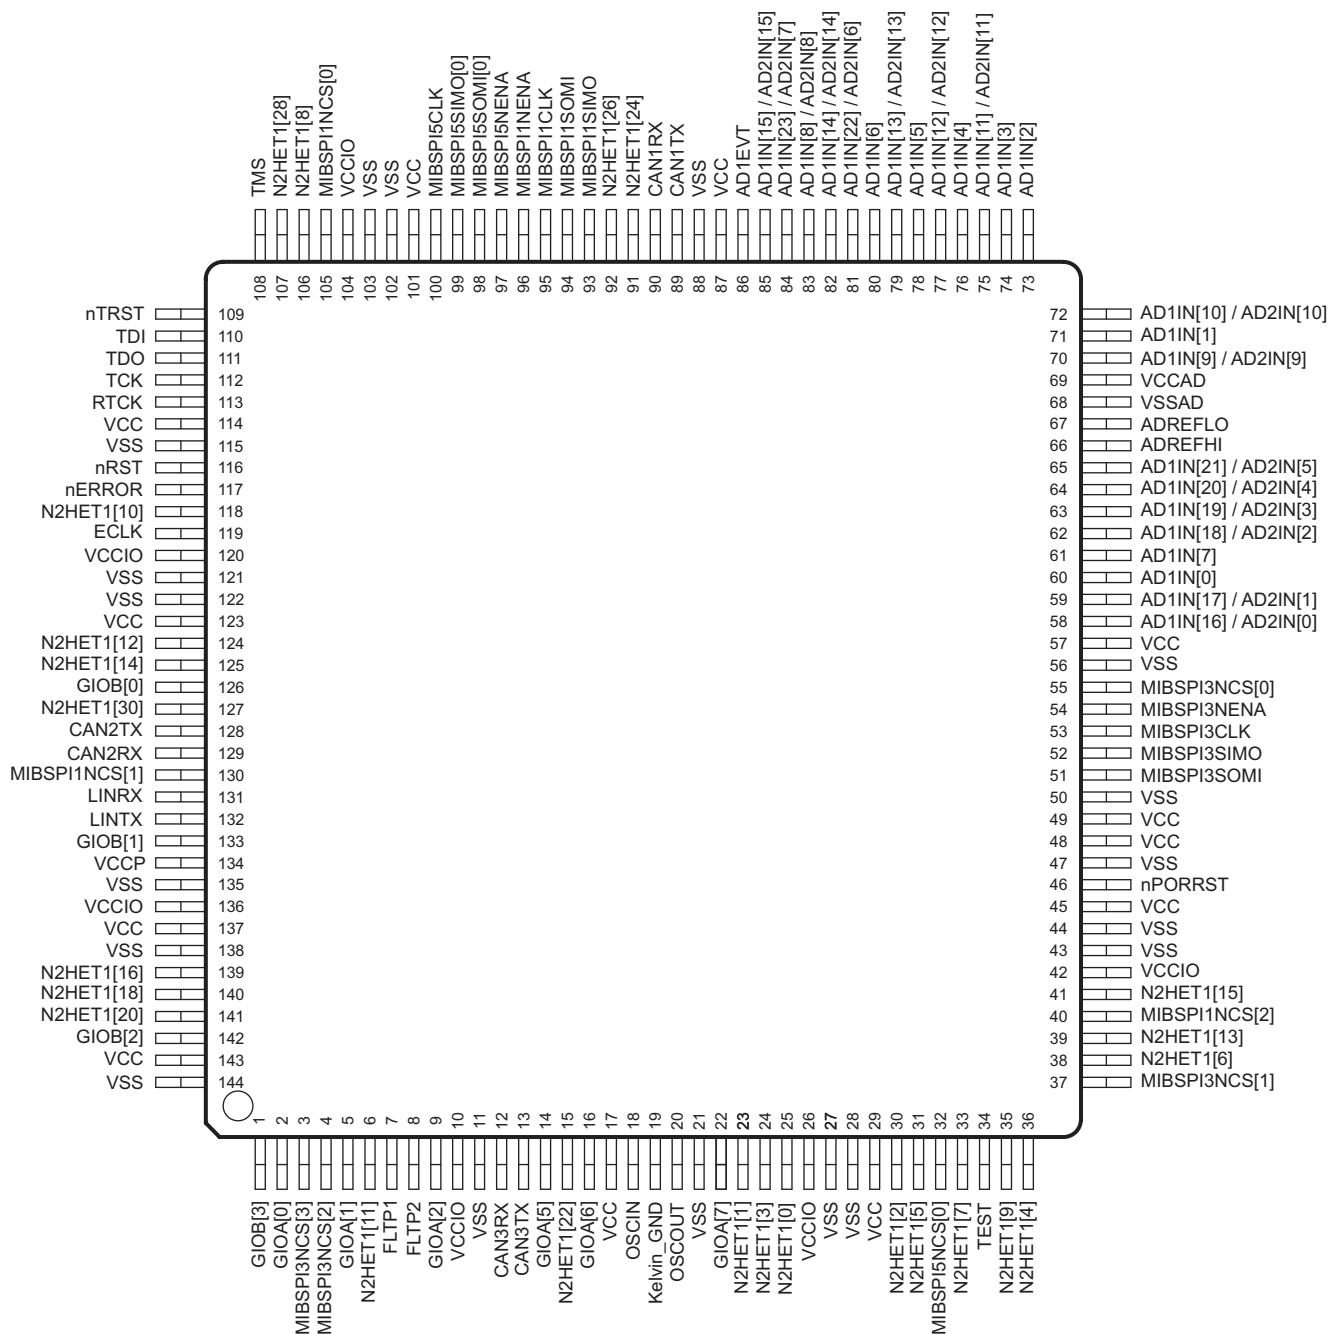 TMS
N2HET1[28]
N2HET1[8]
MIBSPI1NCS[0]
VCCIO
VSS
VSS
VCC
MIBSPI5CLK
MIBSPI5SIMO[0]
MIBSPI5SOMI[0]
MIBSPI5NENA
MIBSPI1NENA
MIBSPI1CLK
MIBSPI1SOMI
MIBSPI1SIMO
N2HET1[26]
N2HET1[24]
CAN1RX
CAN1TX
VSS
VCC
AD1EVT
AD1IN[15] / AD2IN[15]
AD1IN[23] / AD2IN[7]
AD1IN[8] / AD2IN[8]
AD1IN[14] / AD2IN[14]
AD1IN[22] / AD2IN[6]
AD1IN[6]
AD1IN[13] / AD2IN[13]
AD1IN[5]
AD1IN[12] / AD2IN[12]
AD1IN[4]
AD1IN[11] / AD2IN[11]
AD1IN[3]
AD1IN[2]
108
107
106
105
104
103
102
101
100
99
98
97
96
95
94
93
92
91
90
89
88
87
86
85
84
83
82
81
80
79
78
77
76
75
74
73
nTRST 109
TDI 110
TDO 111
TCK 112
RTCK 113
VCC 114
VSS 115
nRST 116
nERROR 117
N2HET1[10] 118
ECLK 119
VCCIO 120
VSS 121
VSS 122
VCC 123
N2HET1[12] 124
N2HET1[14] 125
GIOB[0] 126
N2HET1[30] 127
CAN2TX 128
CAN2RX 129
MIBSPI1NCS[1] 130
LINRX 131
LINTX 132
GIOB[1] 133
VCCP 134
VSS 135
VCCIO 136
VCC 137
VSS 138
N2HET1[16] 139
N2HET1[18] 140
N2HET1[20] 141
GIOB[2] 142
VCC 143
VSS 144
72 AD1IN[10] / AD2IN[10]
71 AD1IN[1]
70 AD1IN[9] / AD2IN[9]
69 VCCAD
68 VSSAD
67 ADREFLO
66 ADREFHI
65 AD1IN[21] / AD2IN[5]
64 AD1IN[20] / AD2IN[4]
63 AD1IN[19] / AD2IN[3]
62 AD1IN[18] / AD2IN[2]
61 AD1IN[7]
60 AD1IN[0]
59 AD1IN[17] / AD2IN[1]
58 AD1IN[16] / AD2IN[0]
57 VCC
56 VSS
55 MIBSPI3NCS[0]
54 MIBSPI3NENA
53 MIBSPI3CLK
52 MIBSPI3SIMO
51 MIBSPI3SOMI
50 VSS
49 VCC
48 VCC
47 VSS
46 nPORRST
45 VCC
44 VSS
43 VSS
42 VCCIO
41 N2HET1[15]
40 MIBSPI1NCS[2]
39 N2HET1[13]
38 N2HET1[6]
37 MIBSPI3NCS[1]
1
2
3
4
5
6
7
8
9
10
11
12
13
14
15
16
17
18
19
20
21
22
23
24
25
26
27
28
29
30
31
32
33
34
35
36
GIOB[3]
GIOA[0]
MIBSPI3NCS[3]
MIBSPI3NCS[2]
GIOA[1]
N2HET1[11]
FLTP1
FLTP2
GIOA[2]
VCCIO
VSS
CAN3RX
CAN3TX
GIOA[5]
N2HET1[22]
GIOA[6]
VCC
OSCIN
Kelvin_GND
OSCOUT
VSS
GIOA[7]
N2HET1[1]
N2HET1[3]
N2HET1[0]
VCCIO
VSS
VSS
VCC
N2HET1[2]
N2HET1[5]
MIBSPI5NCS[0]
N2HET1[7]
TEST
N2HET1[9]
N2HET1[4]